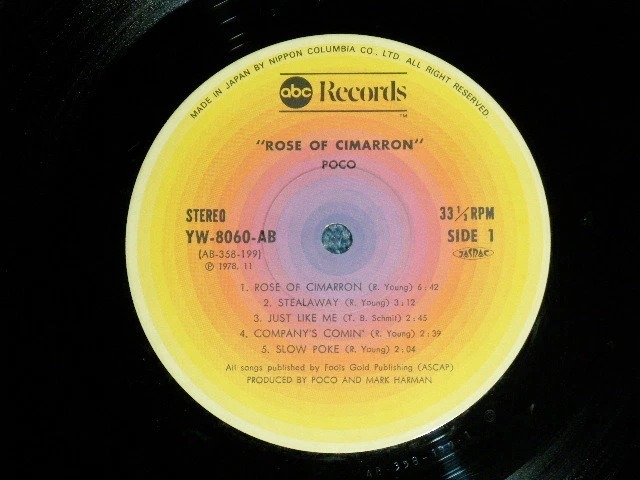 MADE IN JAPAN BY NIPPON COLUMBIA CO., LTD. ALL RIGHT RESERVED
abc Records
TM
"ROSE OF CIMARRON"
POCO
STEREO 33 1/3 RPM
YW-8060-AB SIDE 1
(AB-358-199) JASRAC
Ⓟ 1978. 11
1. ROSE OF CIMARRON (R. Young) 6:42
2. STEALAWAY (R. Young) 3:12
3. JUST LIKE ME (T. B. Schmit) 2:45
4. COMPANY'S COMIN' (R. Young) 2:39
5. SLOW POKE (R. Young) 2:04
All songs published by Fools Gold Publishing (ASCAP)
PRODUCED BY POCO AND MARK HARMAN